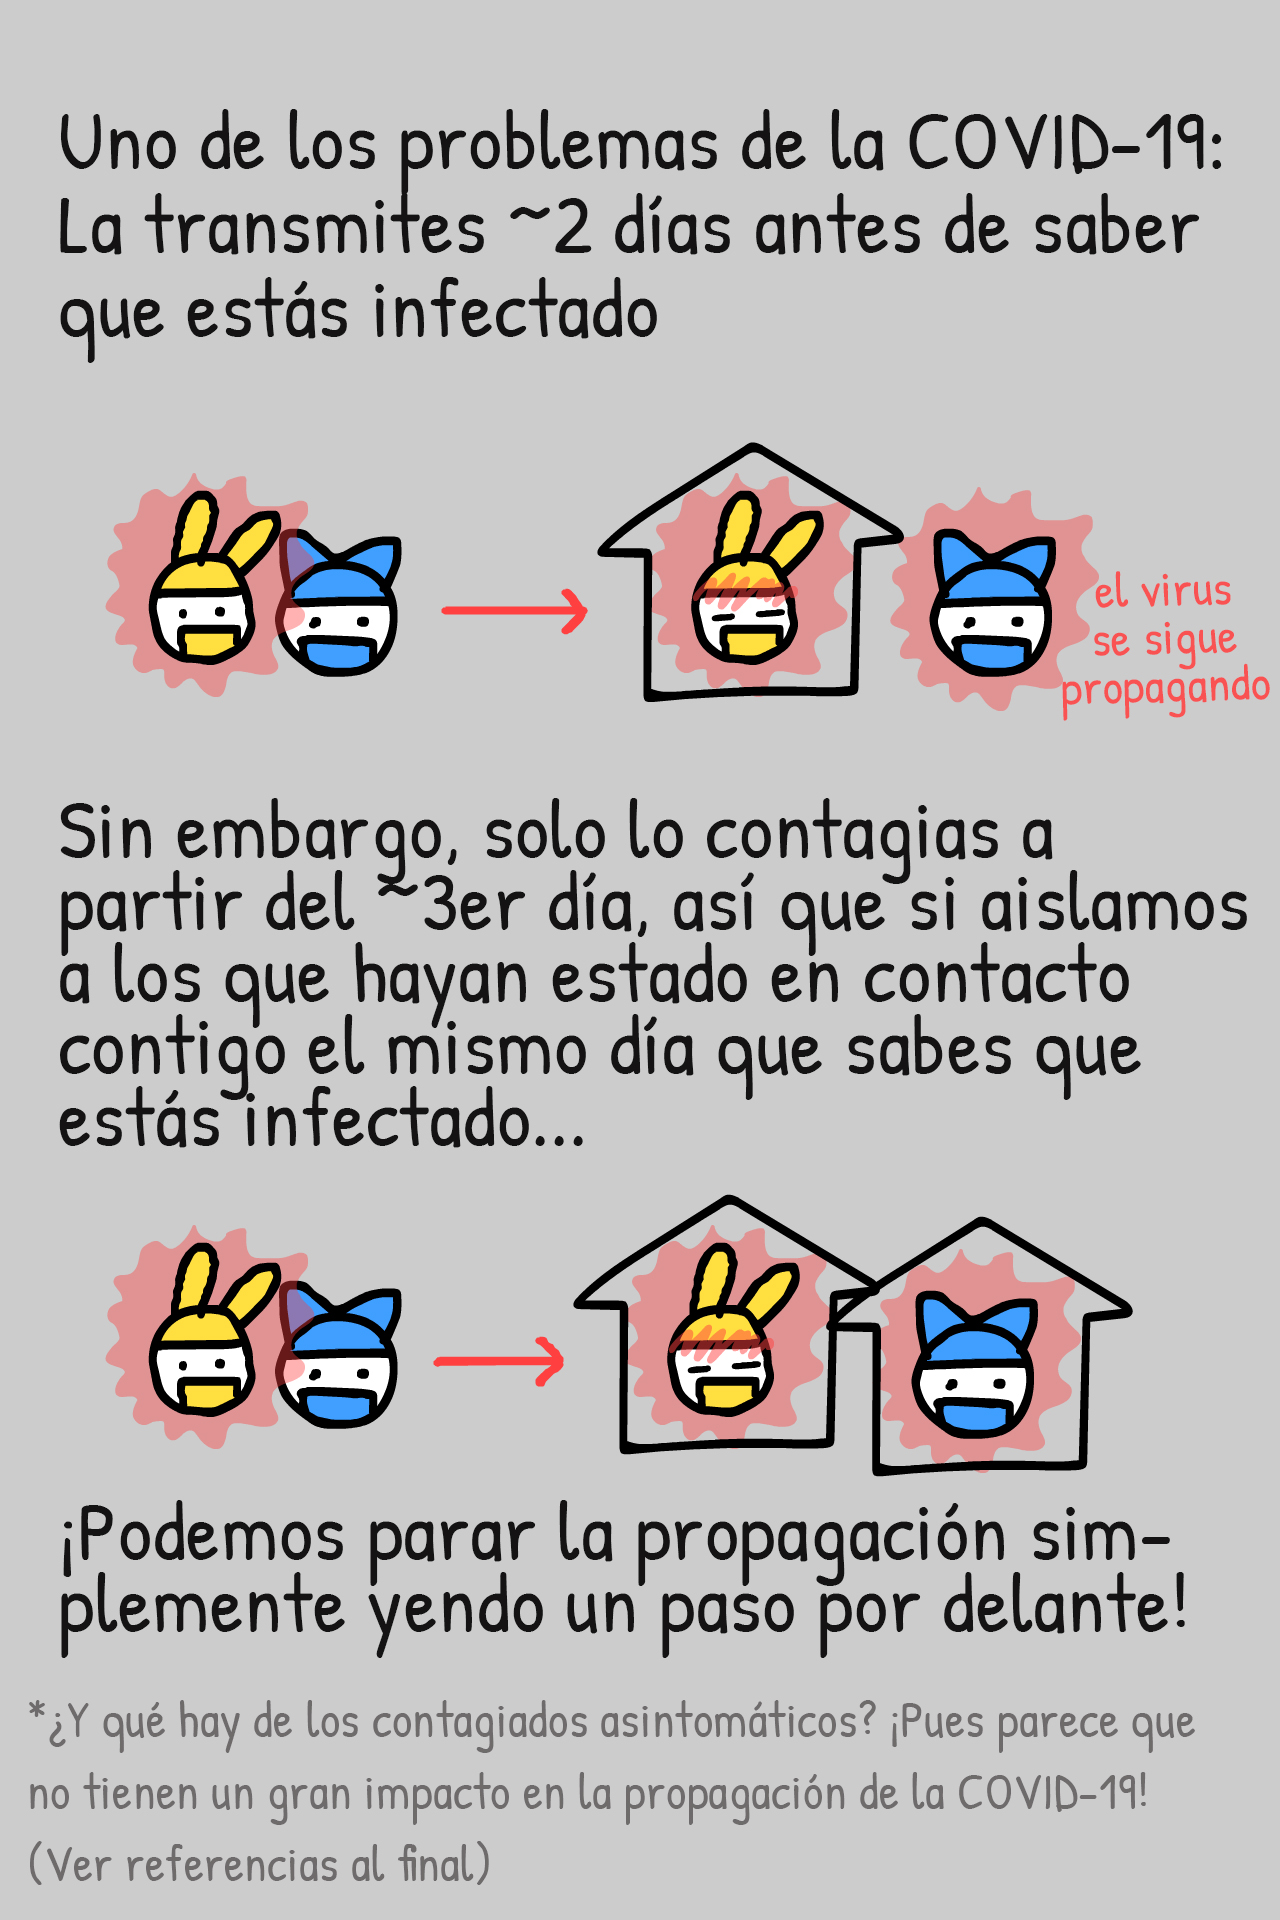 Uno de los problemas de la COVID-19:
La transmites ~2 días antes de saber
que estás infectado
el virus
se sigue
propagando
Sin embargo, solo lo contagias a
partir del ~3er día, así que si aislamos
a los que hayan estado en contacto
contigo el mismo día que sabes que
estás infectado...
¡Podemos parar la propagación sim-
plemente yendo un paso por delante!
*¿Y qué hay de los contagiados asintomáticos? ¡Pues parece que
no tienen un gran impacto en la propagación de la COVID-19!
(Ver referencias al final)